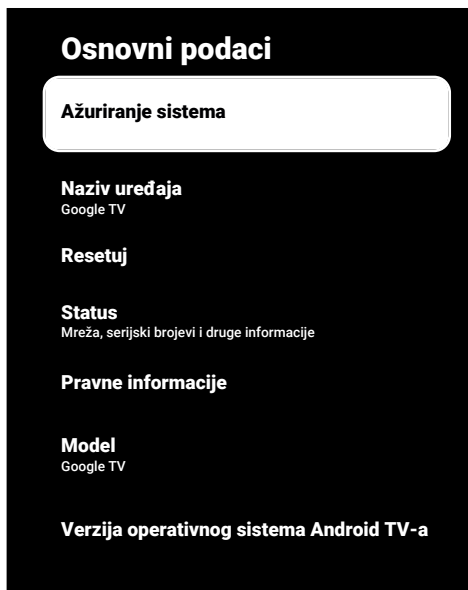 Osnovni podaci
Ažuriranje sistema
Naziv uređaja
Google TV
Resetuj
Status
Mreža, serijski brojevi i druge informacije
Pravne informacije
Model
Google TV
Verzija operativnog sistema Android TV-a